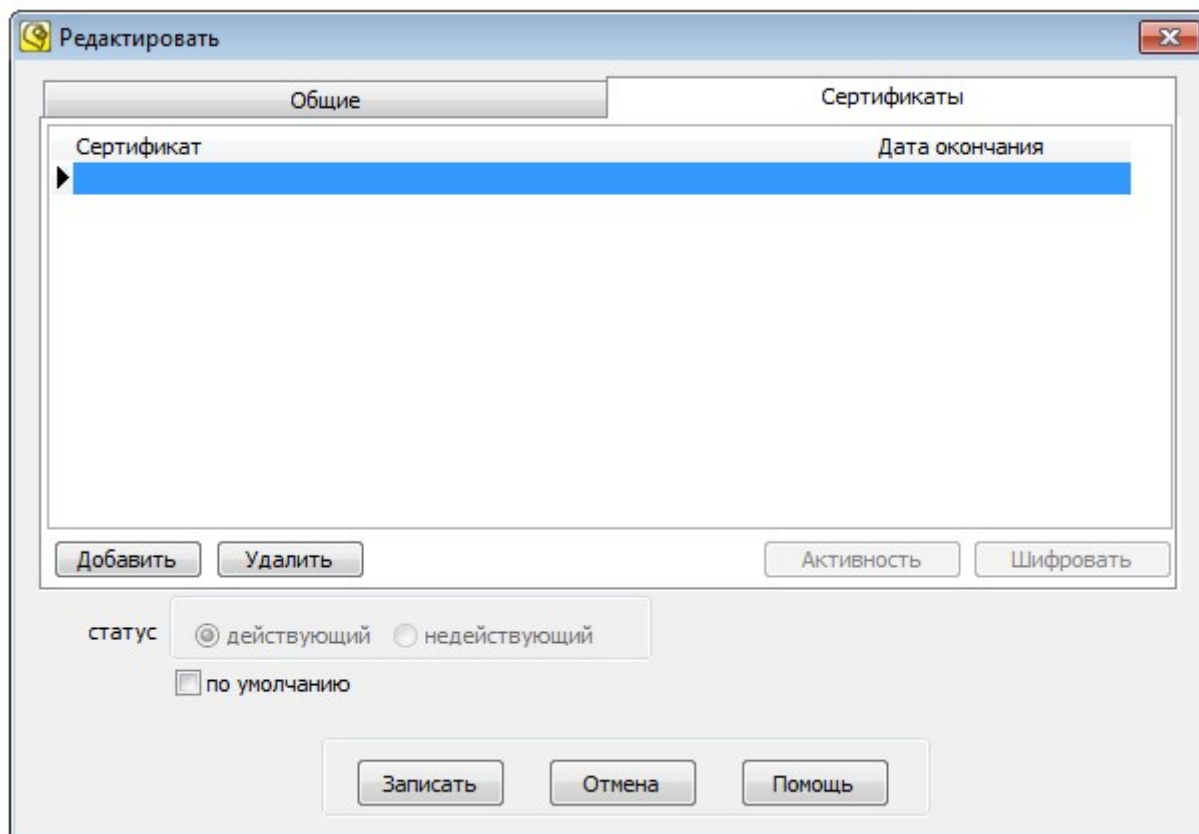 Редактировать
Общие Сертификаты
Сертификат Дата окончания
Добавить Удалить Активность Шифровать
статус действующий недействующий
по умолчанию
Записать Отмена Помощь